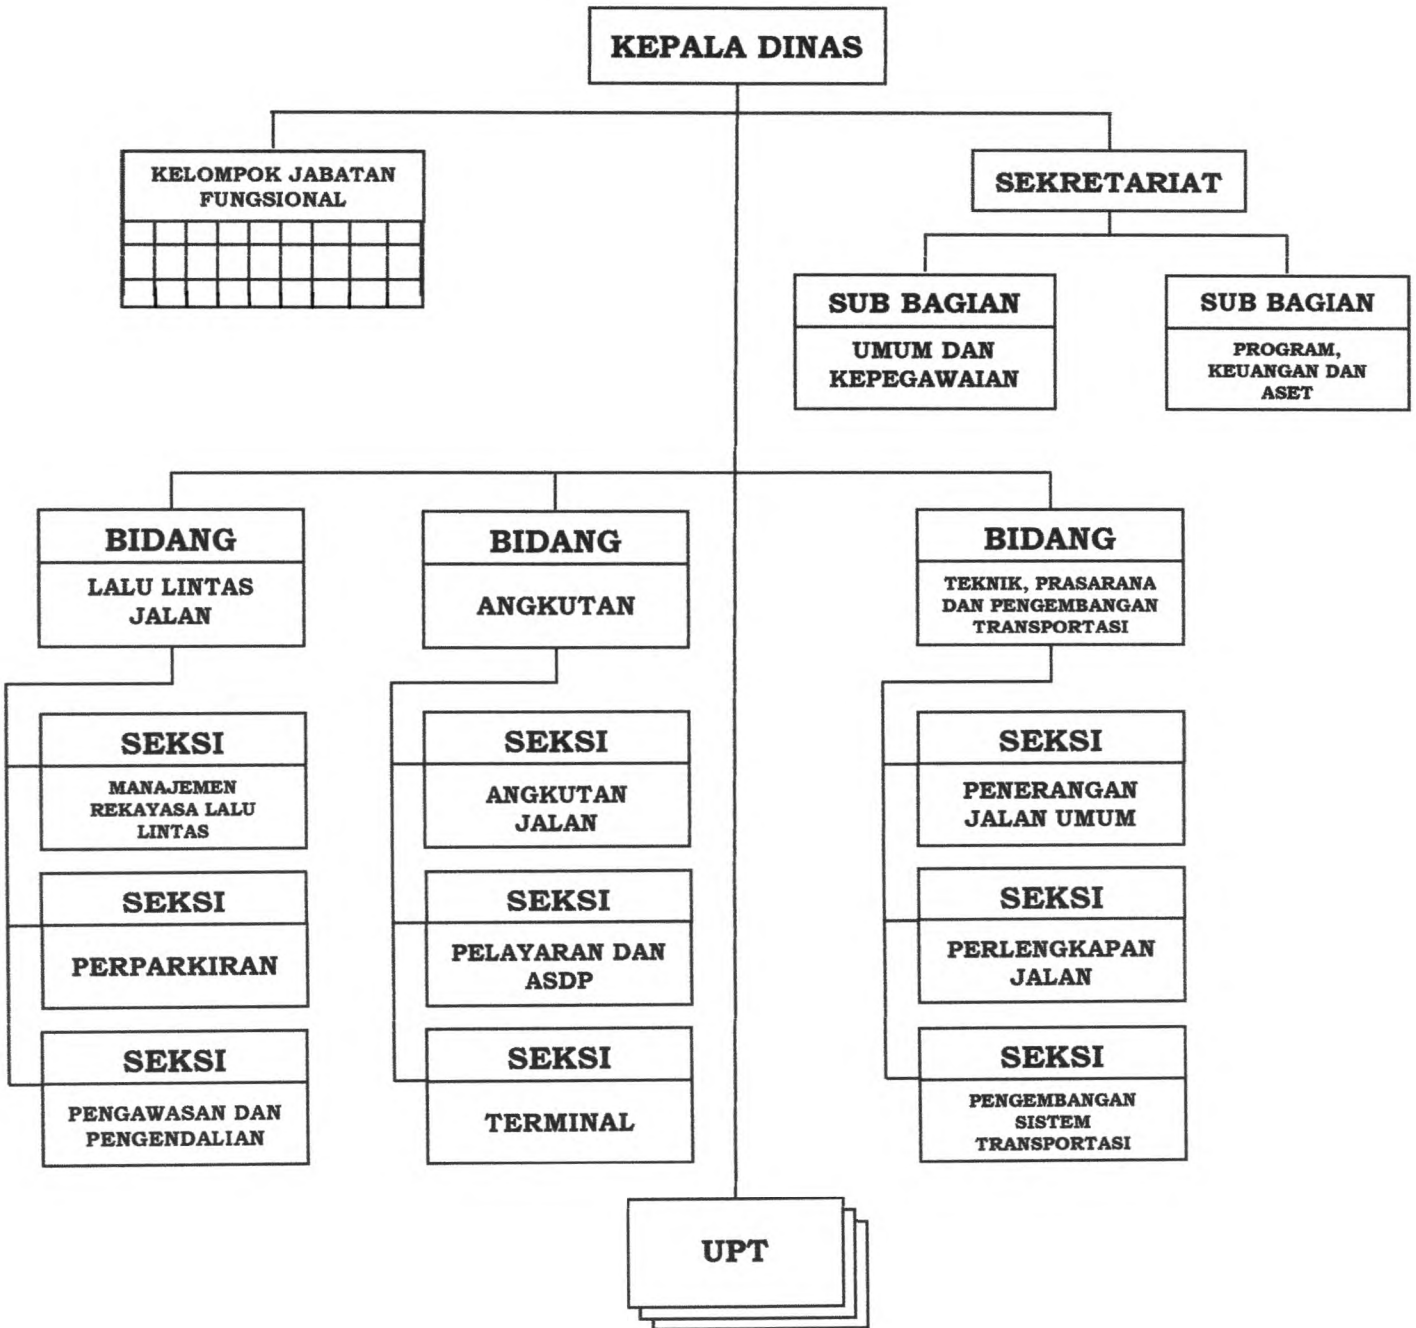 KEPALA DINAS
KELOMPOK JABATAN
FUNGSIONAL
SEKRETARIAT
SUB BAGIAN
UMUM DAN
KEPEGAWAIAN
SUB BAGIAN
PROGRAM,
KEUANGAN DAN
ASET
BIDANG
LALU LINTAS
JALAN
BIDANG
ANGKUTAN
BIDANG
TEKNIK, PRASARANA
DAN PENGEMBANGAN
TRANSPORTASI
SEKSI
MANAJEMEN
REKAYASA LALU
LINTAS
SEKSI
PERPARKIRAN
SEKSI
PENGAWASAN DAN
PENGENDALIAN
SEKSI
ANGKUTAN
JALAN
SEKSI
PELAYARAN DAN
ASDP
SEKSI
TERMINAL
SEKSI
PENERANGAN
JALAN UMUM
SEKSI
PERLENGKAPAN
JALAN
SEKSI
PENGEMBANGAN
SISTEM
TRANSPORTASI
UPT